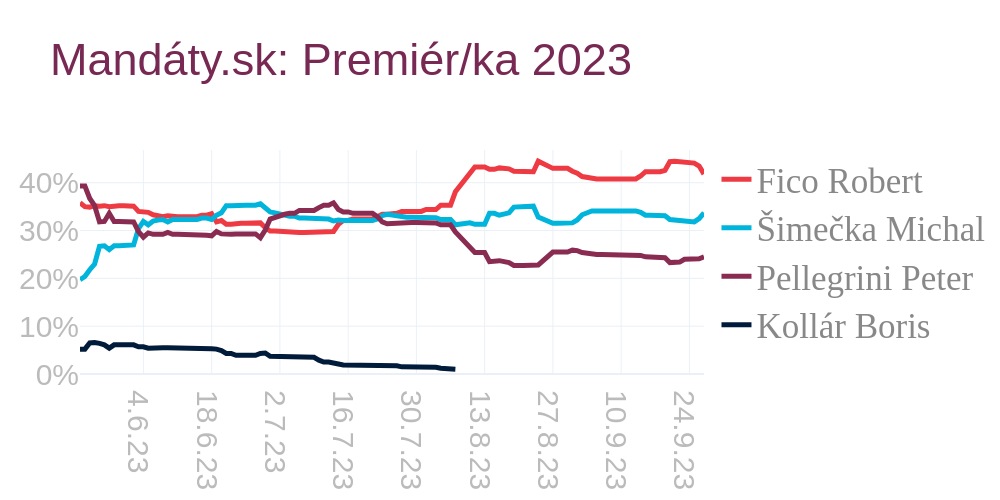 Mandáty.sk: Premiér/ka 2023
40%
30%
20%
10%
0%
4.6.23
18.6.23
2.7.23
16.7.23
30.7.23
13.8.23
27.8.23
10.9.23
24.9.23
Fico Robert
Šimečka Michal
Pellegrini Peter
Kollár Boris